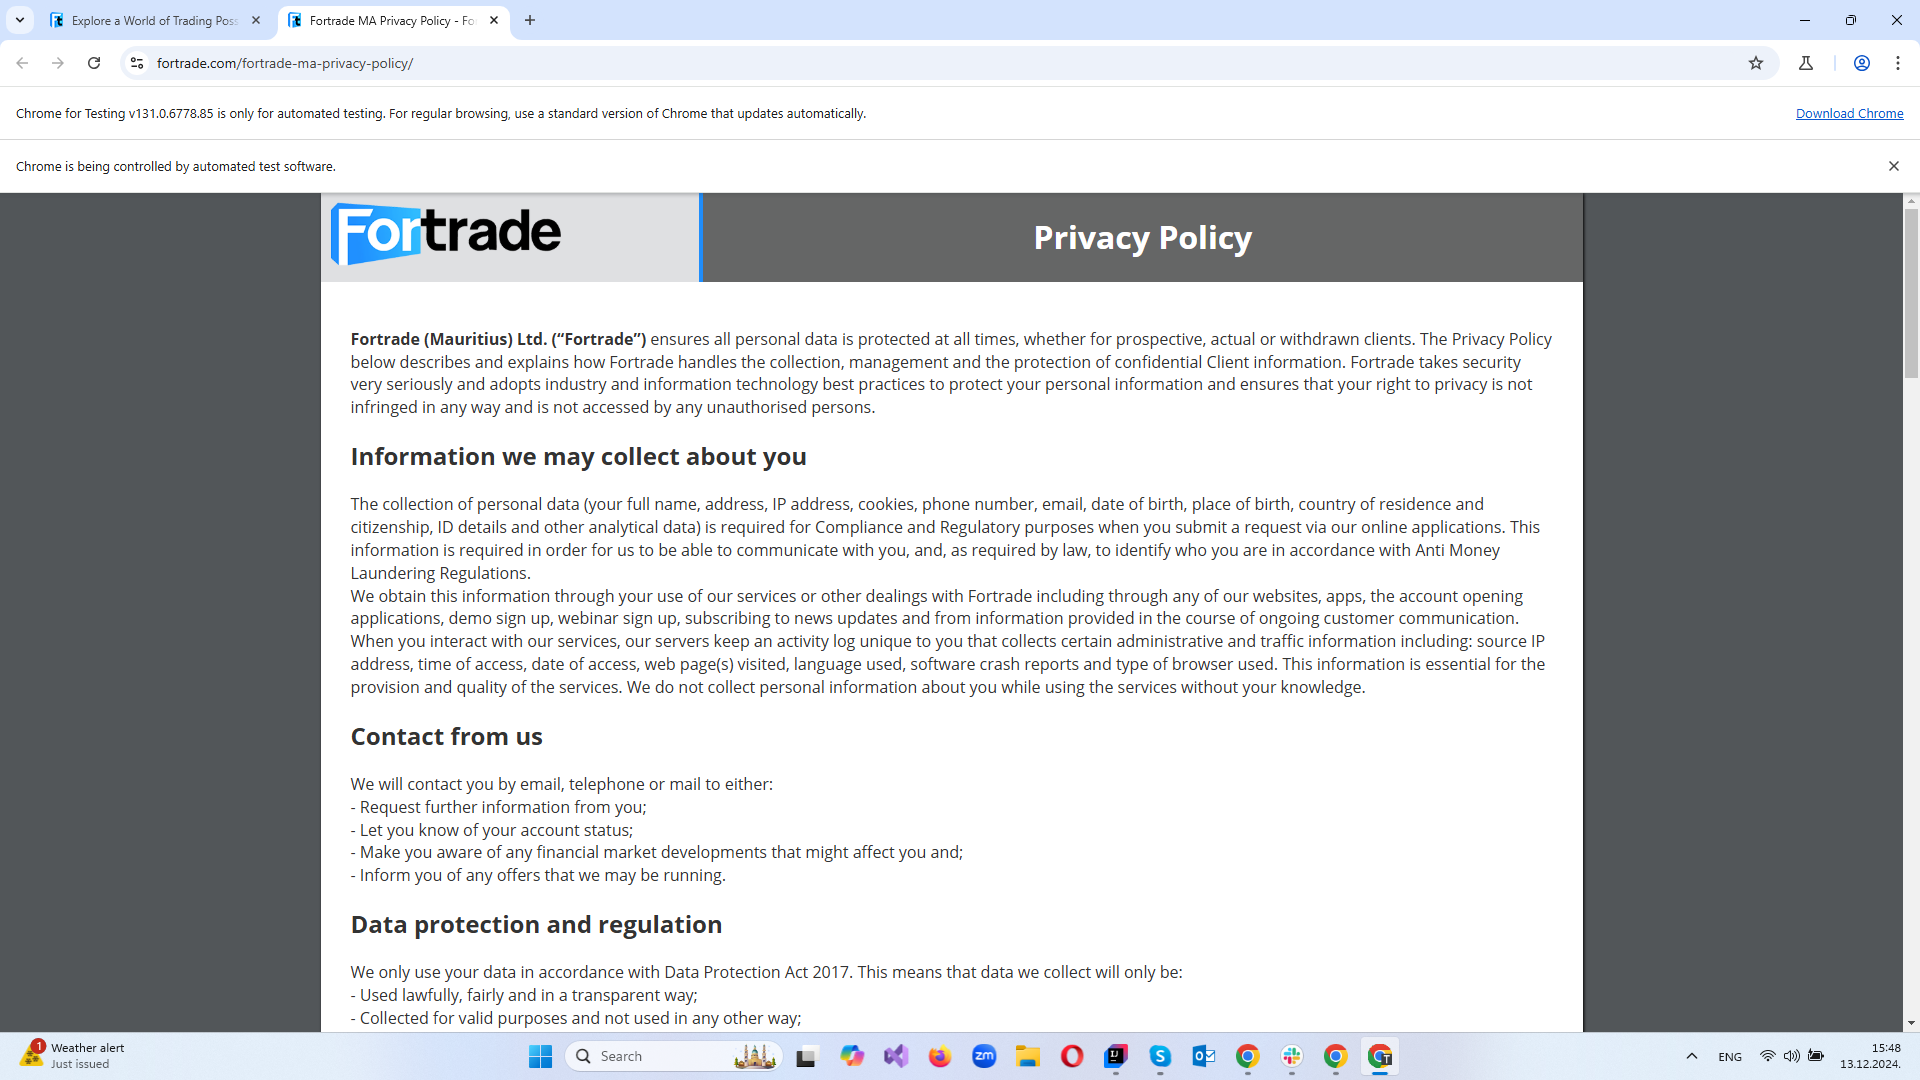 Explore a World of Trading Pos
Fortrade MA Privacy Policy - Fo
fortrade.com/fortrade-ma-privacy-policy/
Chrome for Testing v131.0.6778.85 is only for automated testing. For regular browsing, use a standard version of Chrome that updates automatically.
Download Chrome
Chrome is being controlled by automated test software.
Fortrade
Privacy Policy
Fortrade (Mauritius) Ltd. (“Fortrade”) ensures all personal data is protected at all times, whether for prospective, actual or withdrawn clients. The Privacy Policy
below describes and explains how Fortrade handles the collection, management and the protection of confidential Client information. Fortrade takes security
very seriously and adopts industry and information technology best practices to protect your personal information and ensures that your right to privacy is not
infringed in any way and is not accessed by any unauthorised persons.
Information we may collect about you
The collection of personal data (your full name, address, IP address, cookies, phone number, email, date of birth, place of birth, country of residence and
citizenship, ID details and other analytical data) is required for Compliance and Regulatory purposes when you submit a request via our online applications. This
information is required in order for us to be able to communicate with you, and, as required by law, to identify who you are in accordance with Anti Money
Laundering Regulations.
We obtain this information through your use of our services or other dealings with Fortrade including through any of our websites, apps, the account opening
applications, demo sign up, webinar sign up, subscribing to news updates and from information provided in the course of ongoing customer communication.
When you interact with our services, our servers keep an activity log unique to you that collects certain administrative and traffic information including: source IP
address, time of access, date of access, web page(s) visited, language used, software crash reports and type of browser used. This information is essential for the
provision and quality of the services. We do not collect personal information about you while using the services without your knowledge.
Contact from us
We will contact you by email, telephone or mail to either:
- Request further information from you;
- Let you know of your account status;
- Make you aware of any financial market developments that might affect you and;
- Inform you of any offers that we may be running.
Data protection and regulation
We only use your data in accordance with Data Protection Act 2017. This means that data we collect will only be:
- Used lawfully, fairly and in a transparent way;
- Collected for valid purposes and not used in any other way;
1
Weather alert
Just issued
Search
zm
ENG
15:48
13.12.2024.